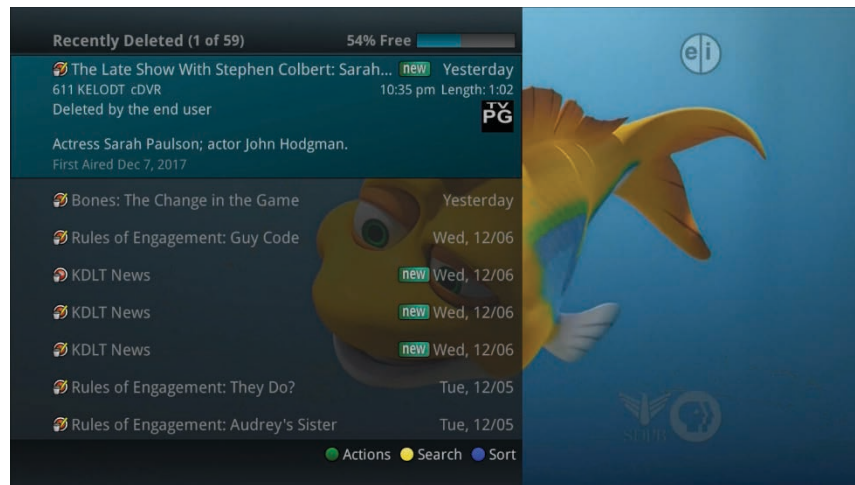 Recently Deleted (1 of 59) 54% Free
The Late Show With Stephen Colbert: Sarah... new Yesterday
611 KELODT cDVR 10:35 pm Length: 1:02
Deleted by the end user
TV
PG
Actress Sarah Paulson; actor John Hodgman.
First Aired Dec 7, 2017
Bones: The Change in the Game Yesterday
Rules of Engagement: Guy Code Wed, 12/06
KDLT News new Wed, 12/06
KDLT News new Wed, 12/06
KDLT News new Wed, 12/06
Rules of Engagement: They Do? Tue, 12/05
Rules of Engagement: Audrey's Sister Tue, 12/05
Actions Search Sort
e i